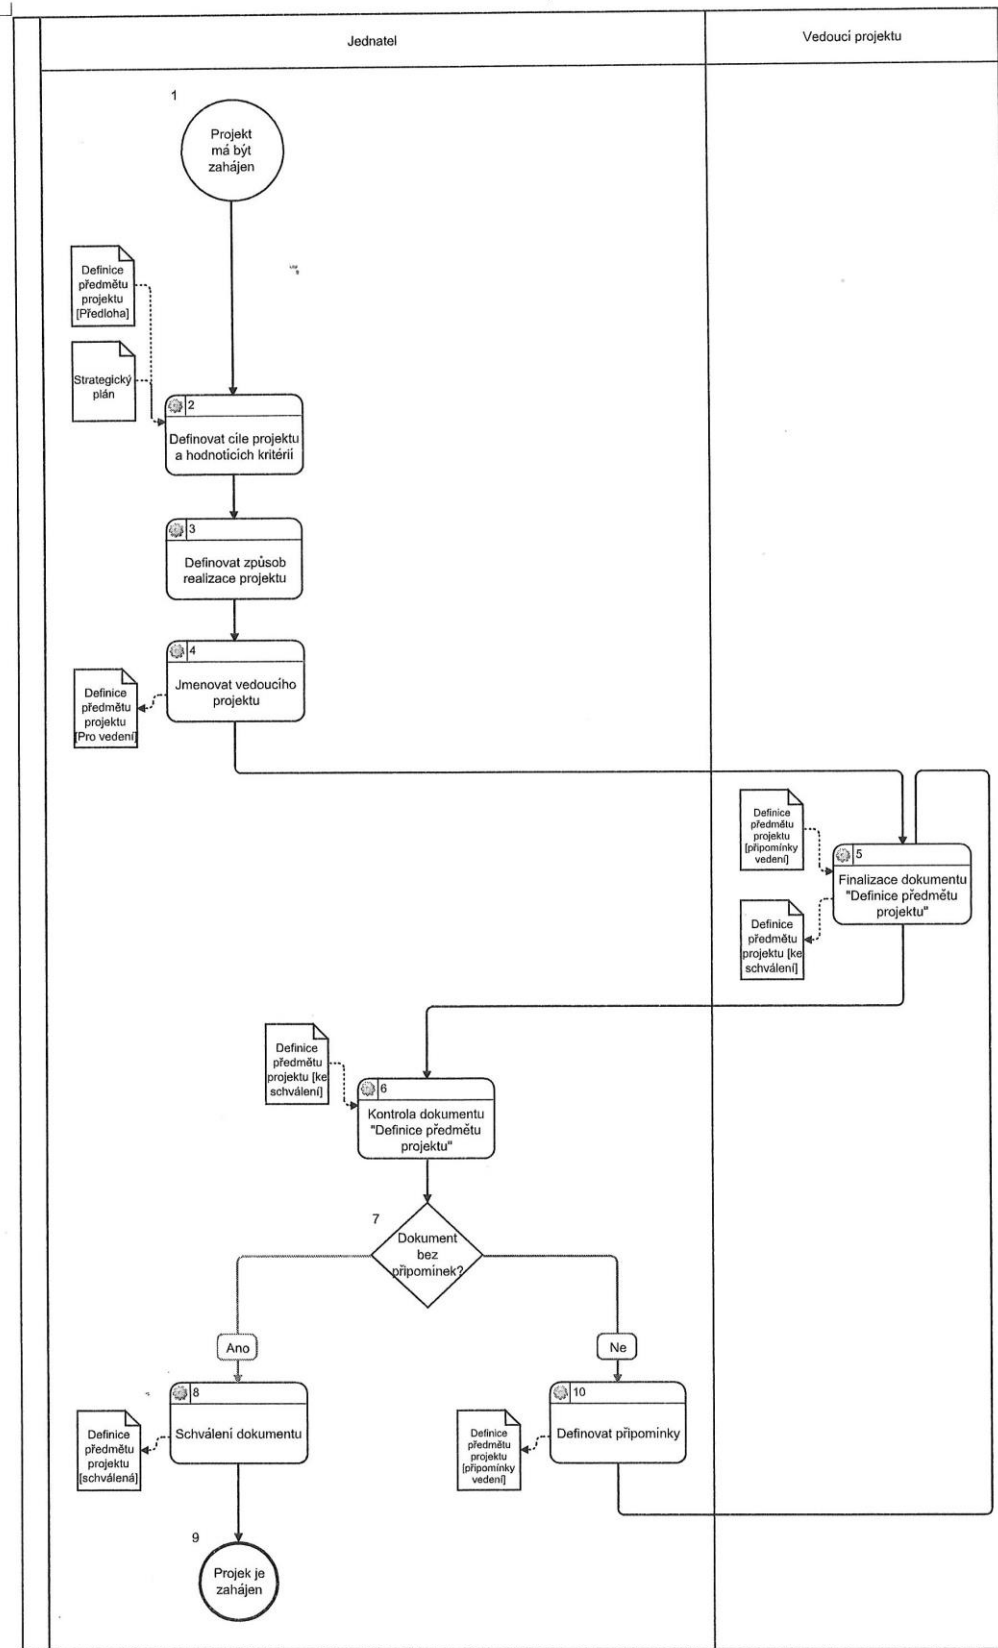 Jednatel
Vedoucí projektu
1
Projekt
má být
zahájen
Definice
předmětu
projektu
[Předloha]
Strategický
plán
2
Definovat cíle projektu
a hodnotících kritérií
3
Definovat způsob
realizace projektu
4
Jmenovat vedoucího
projektu
Definice
předmětu
projektu
[Pro vedení]
Definice
předmětu
projektu
[připomínky
vedení]
5
Finalizace dokumentu
"Definice předmětu
projektu"
Definice
předmětu
projektu [ke
schválení]
Definice
předmětu
projektu [ke
schválení]
6
Kontrola dokumentu
"Definice předmětu
projektu"
7
Dokument
bez
připomínek?
Ano
Ne
8
Schválení dokumentu
Definice
předmětu
projektu
[schválená]
10
Definovat připomínky
Definice
předmětu
projektu
[připomínky
vedení]
9
Projek je
zahájen